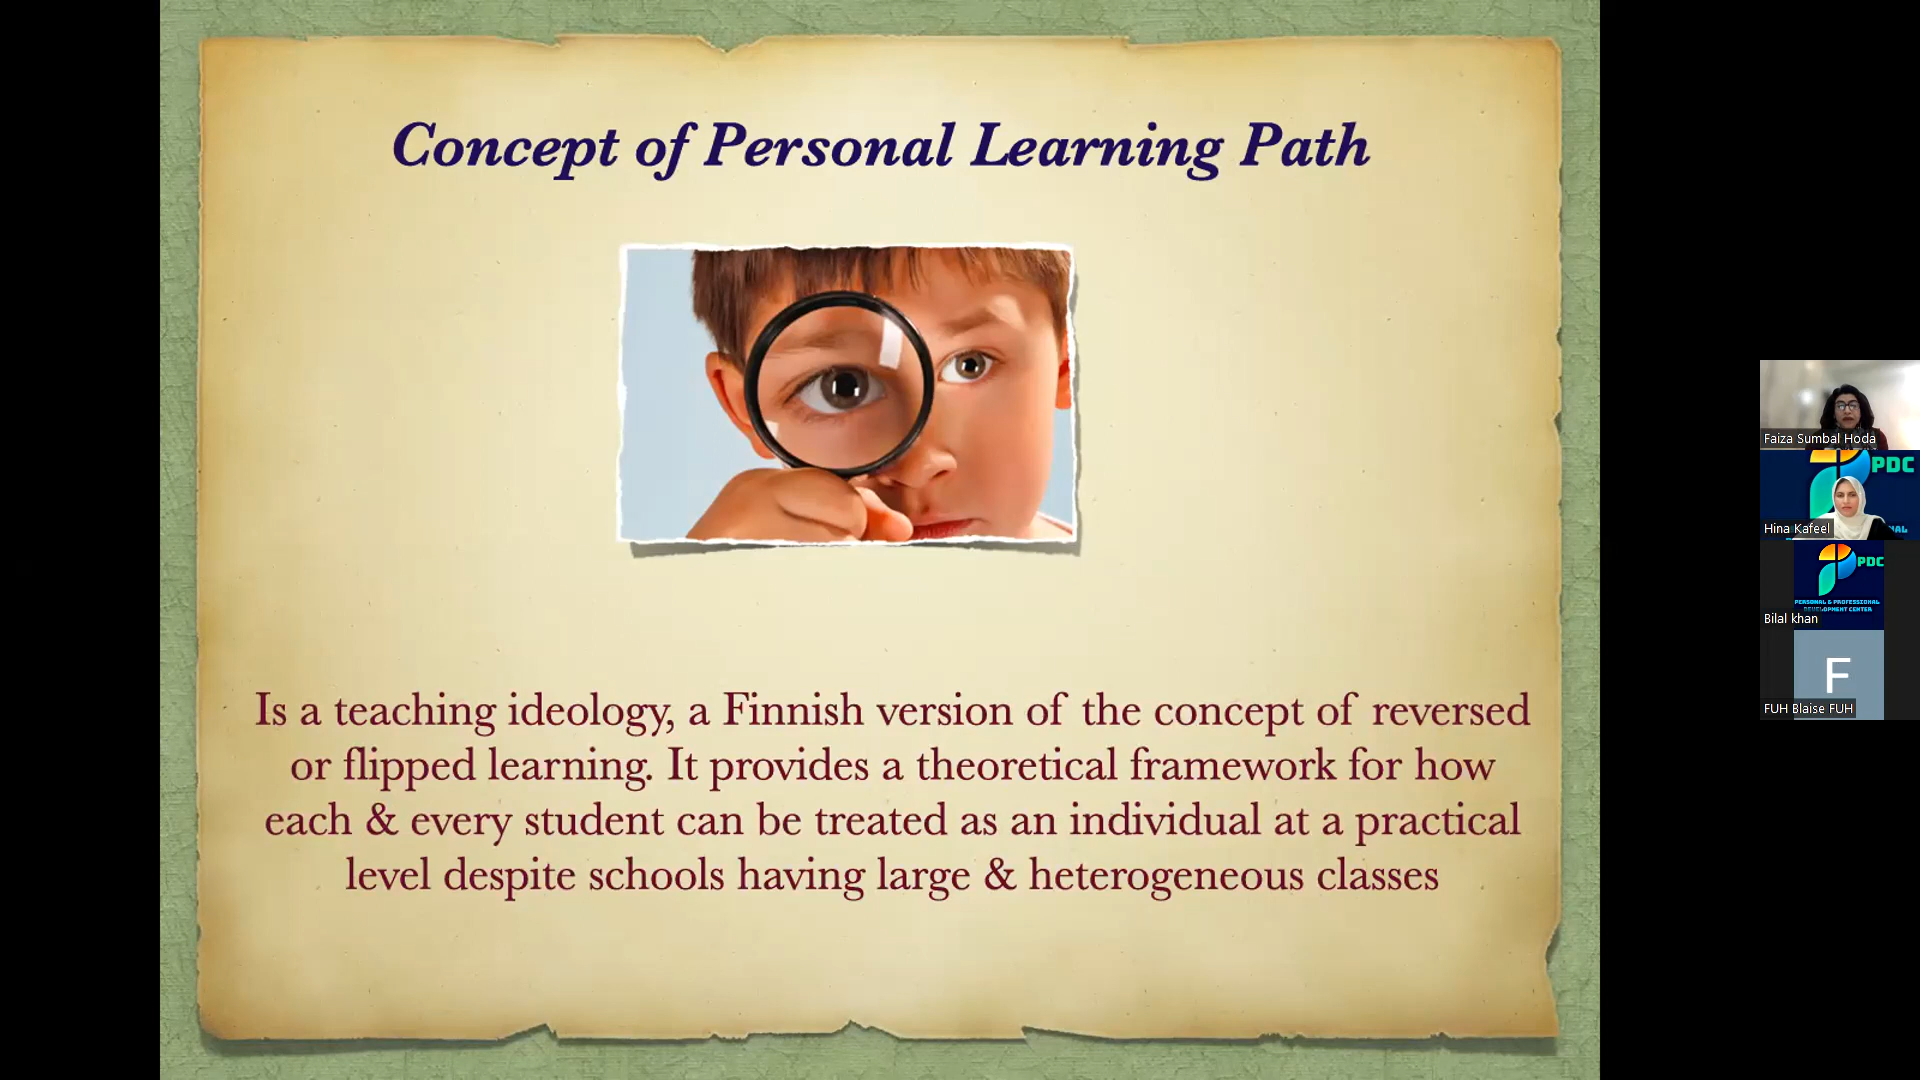 Concept of Personal Learning Path
Is a teaching ideology, a Finnish version of the concept of reversed
or flipped learning. It provides a theoretical framework for how
each & every student can be treated as an individual at a practical
level despite schools having large & heterogeneous classes
Faiza Sumbal Hoda
PDC
Hina Kafeel
PDC
PERSONAL & PROFESSIONAL
DEVELOPMENT CENTER
Bilal khan
F
FUH Blaise FUH